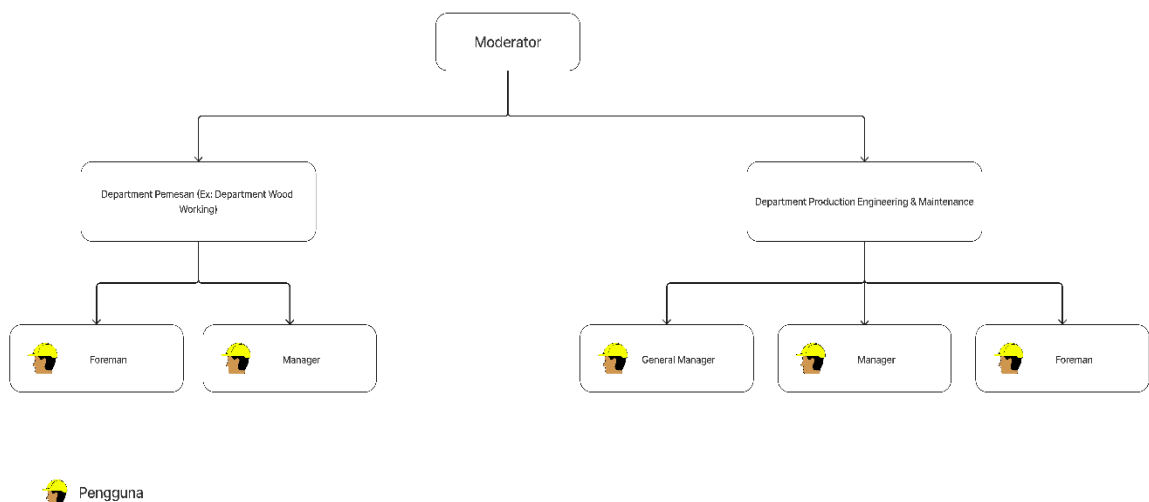 Moderator
Department Pemesan (Ex: Department Wood
Working)
Department Production Engineering & Maintenance
Foreman
Manager
General Manager
Manager
Foreman
Pengguna